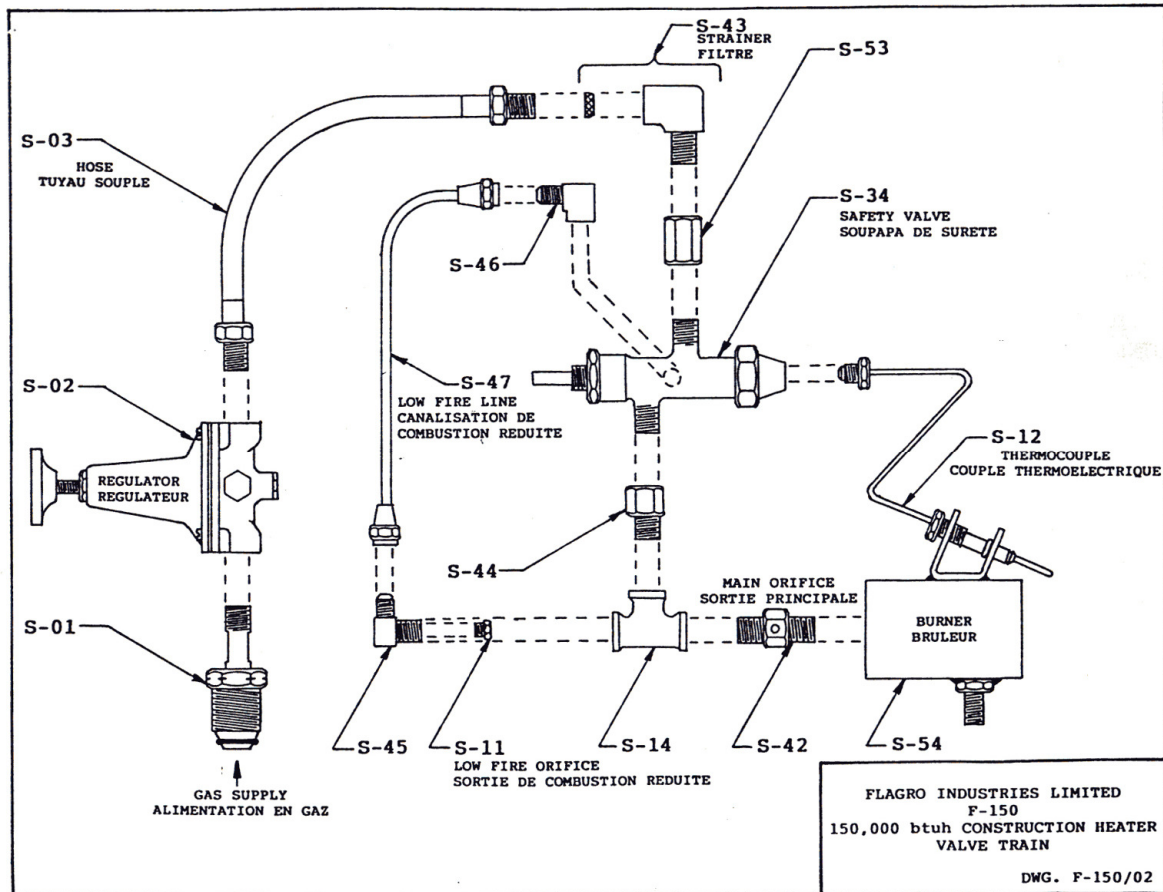 S-43
STRAINER
FILTRE
S-53
S-03
HOSE
TUYAU SOUPLE
S-34
SAFETY VALVE
SOUPAPA DE SURETE
S-46
S-02
S-47
LOW FIRE LINE
CANALISATION DE
COMBUSTION REDUITE
S-12
THERMOCOUPLE
COUPLE THERMOELECTRIQUE
REGULATOR
REGULATEUR
S-44
MAIN ORIFICE
SORTIE PRINCIPALE
S-01
BURNER
BRULEUR
S-45
S-11
LOW FIRE ORIFICE
SORTIE DE COMBUSTION REDUITE
S-14
S-42
S-54
GAS SUPPLY
ALIMENTATION EN GAZ
FLAGRO INDUSTRIES LIMITED
F-150
150,000 btuh CONSTRUCTION HEATER
VALVE TRAIN
DWG. F-150/02